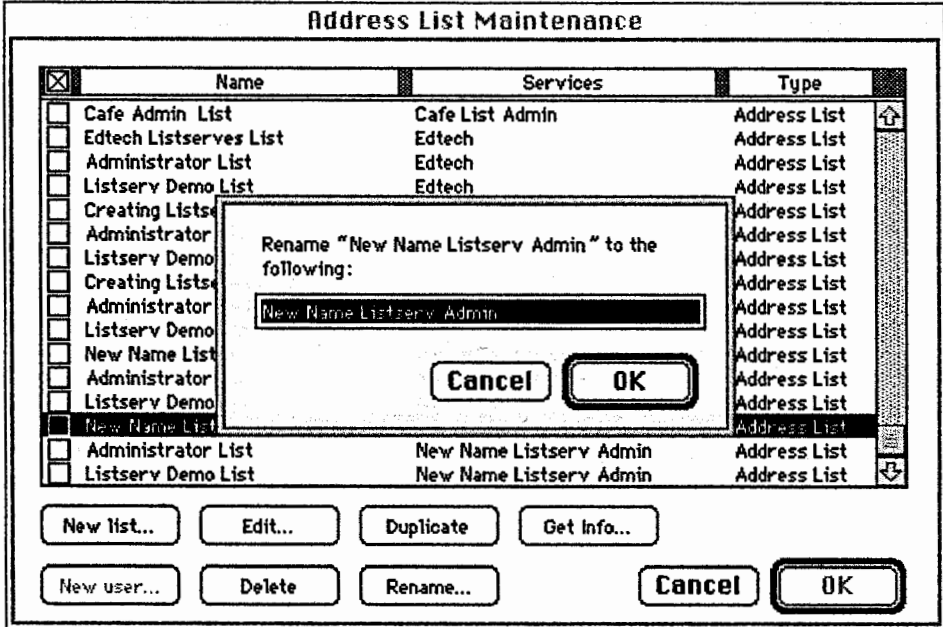 Address List Maintenance
Name Services Type
Cafe Admin List Cafe List Admin Address List
Edtech Listserves List Edtech Address List
Administrator List Edtech Address List
Listserv Demo List Edtech Address List
Creating Listse Address List
Administrator Address List
Listserv Demo Address List
Creating Listse Address List
Administrator Address List
Listserv Demo Address List
New Name List Address List
Administrator Address List
Listserv Demo Address List
New Name List Address List
Administrator List New Name Listserv Admin Address List
Listserv Demo List New Name Listserv Admin Address List
Rename "New Name Listserv Admin" to the
following:
New Name Listserv Admin
Cancel OK
New list... Edit... Duplicate Get Info...
New user... Delete Rename... Cancel OK